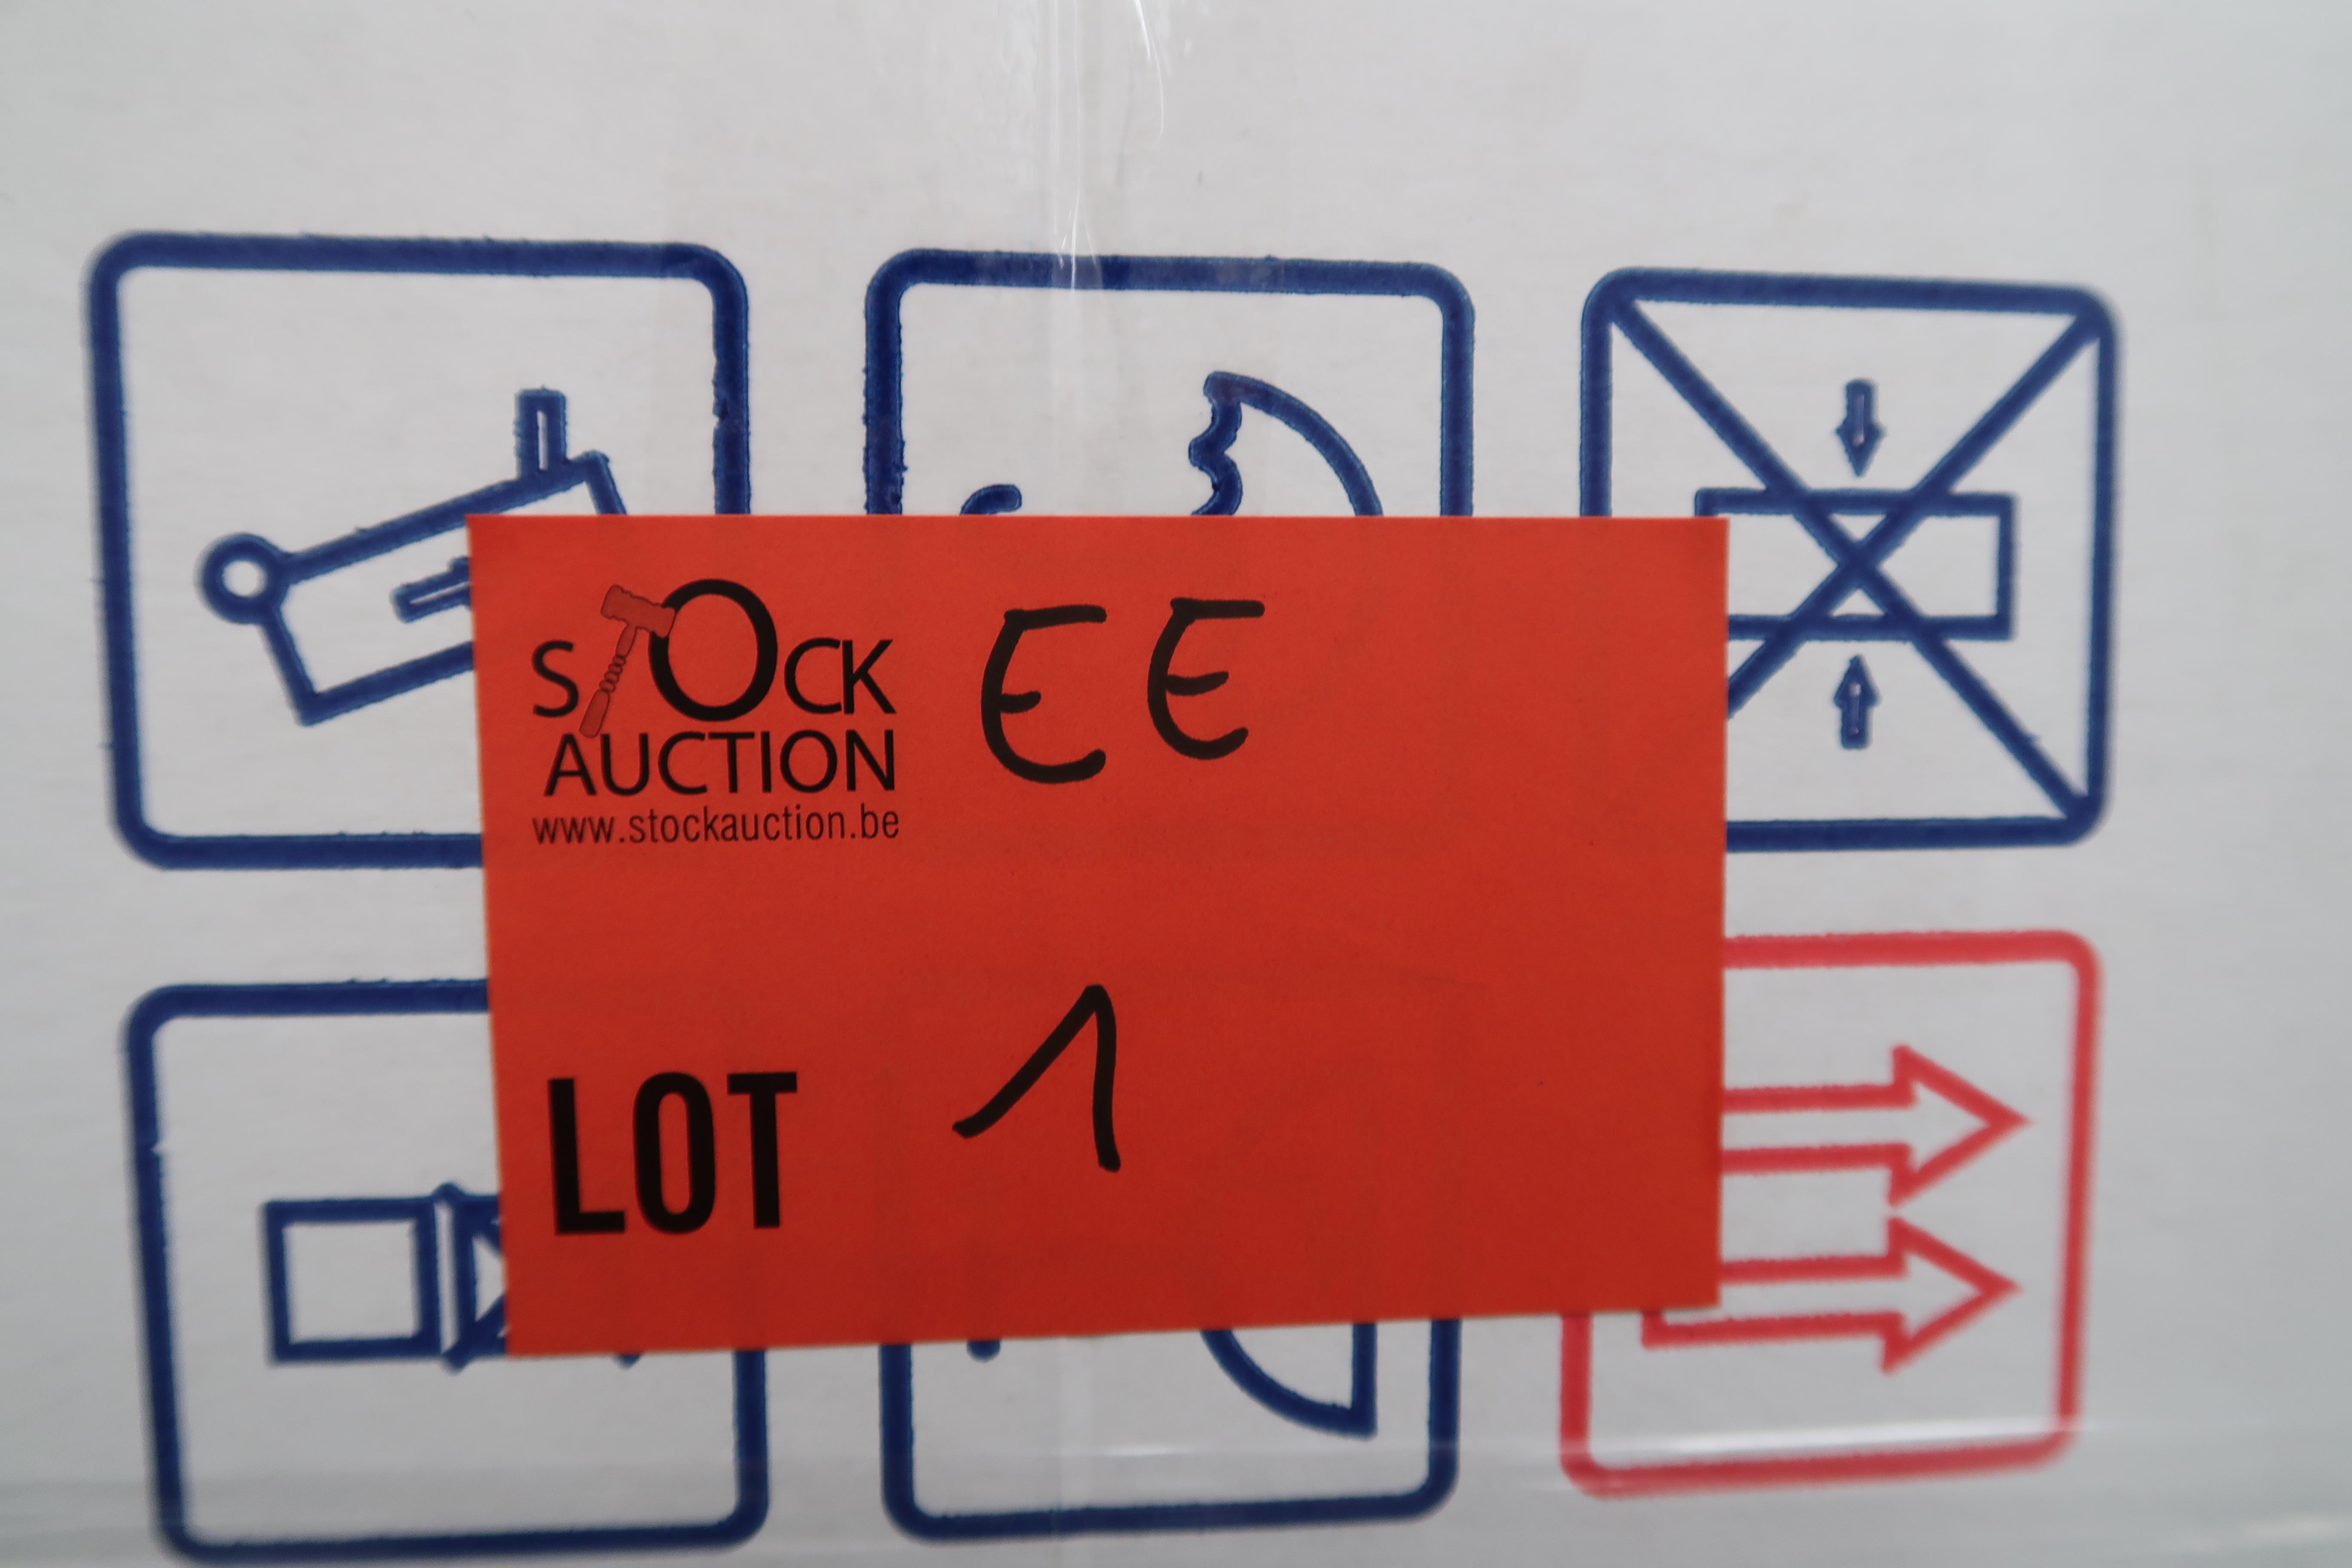 STOCK EE
AUCTION
www.stockauction.be
LOT 1